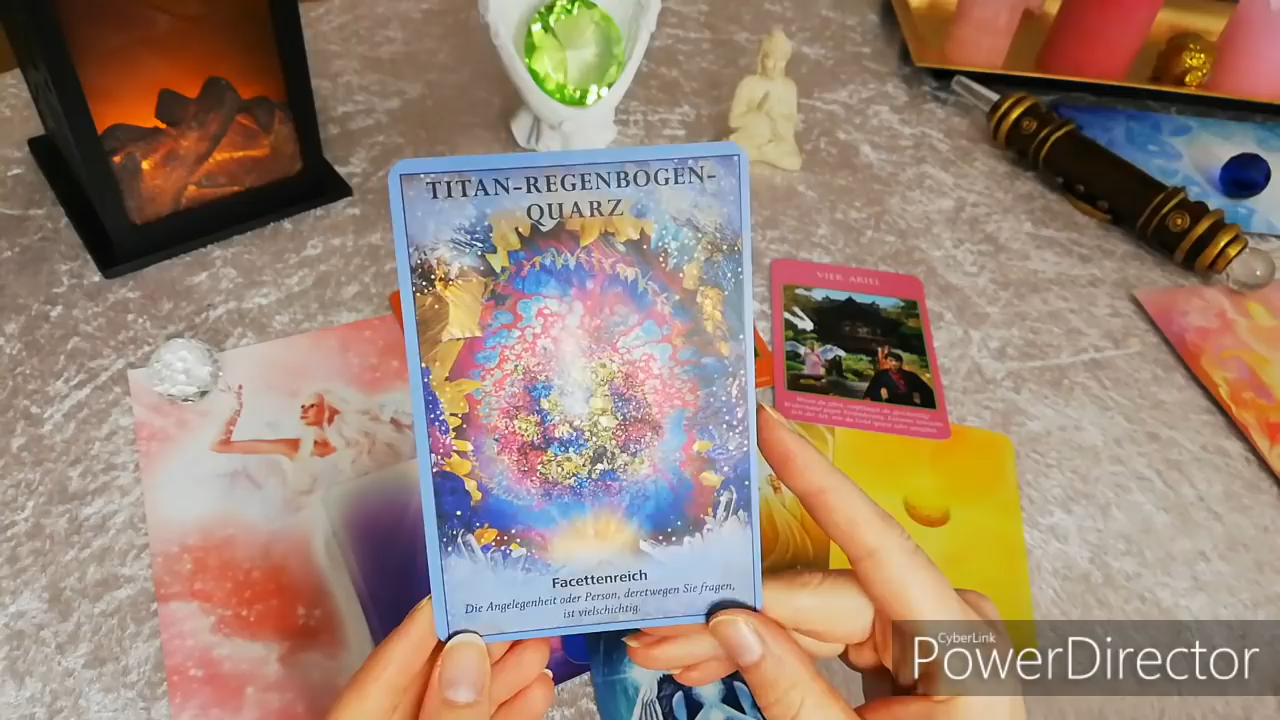 TITAN-REGENBOGEN-
QUARZ
Facettenreich
Die Angelegenheit oder Person, deretwegen Sie fragen,
ist vielschichtig.
VIER ARIEL
CyberLink
PowerDirector